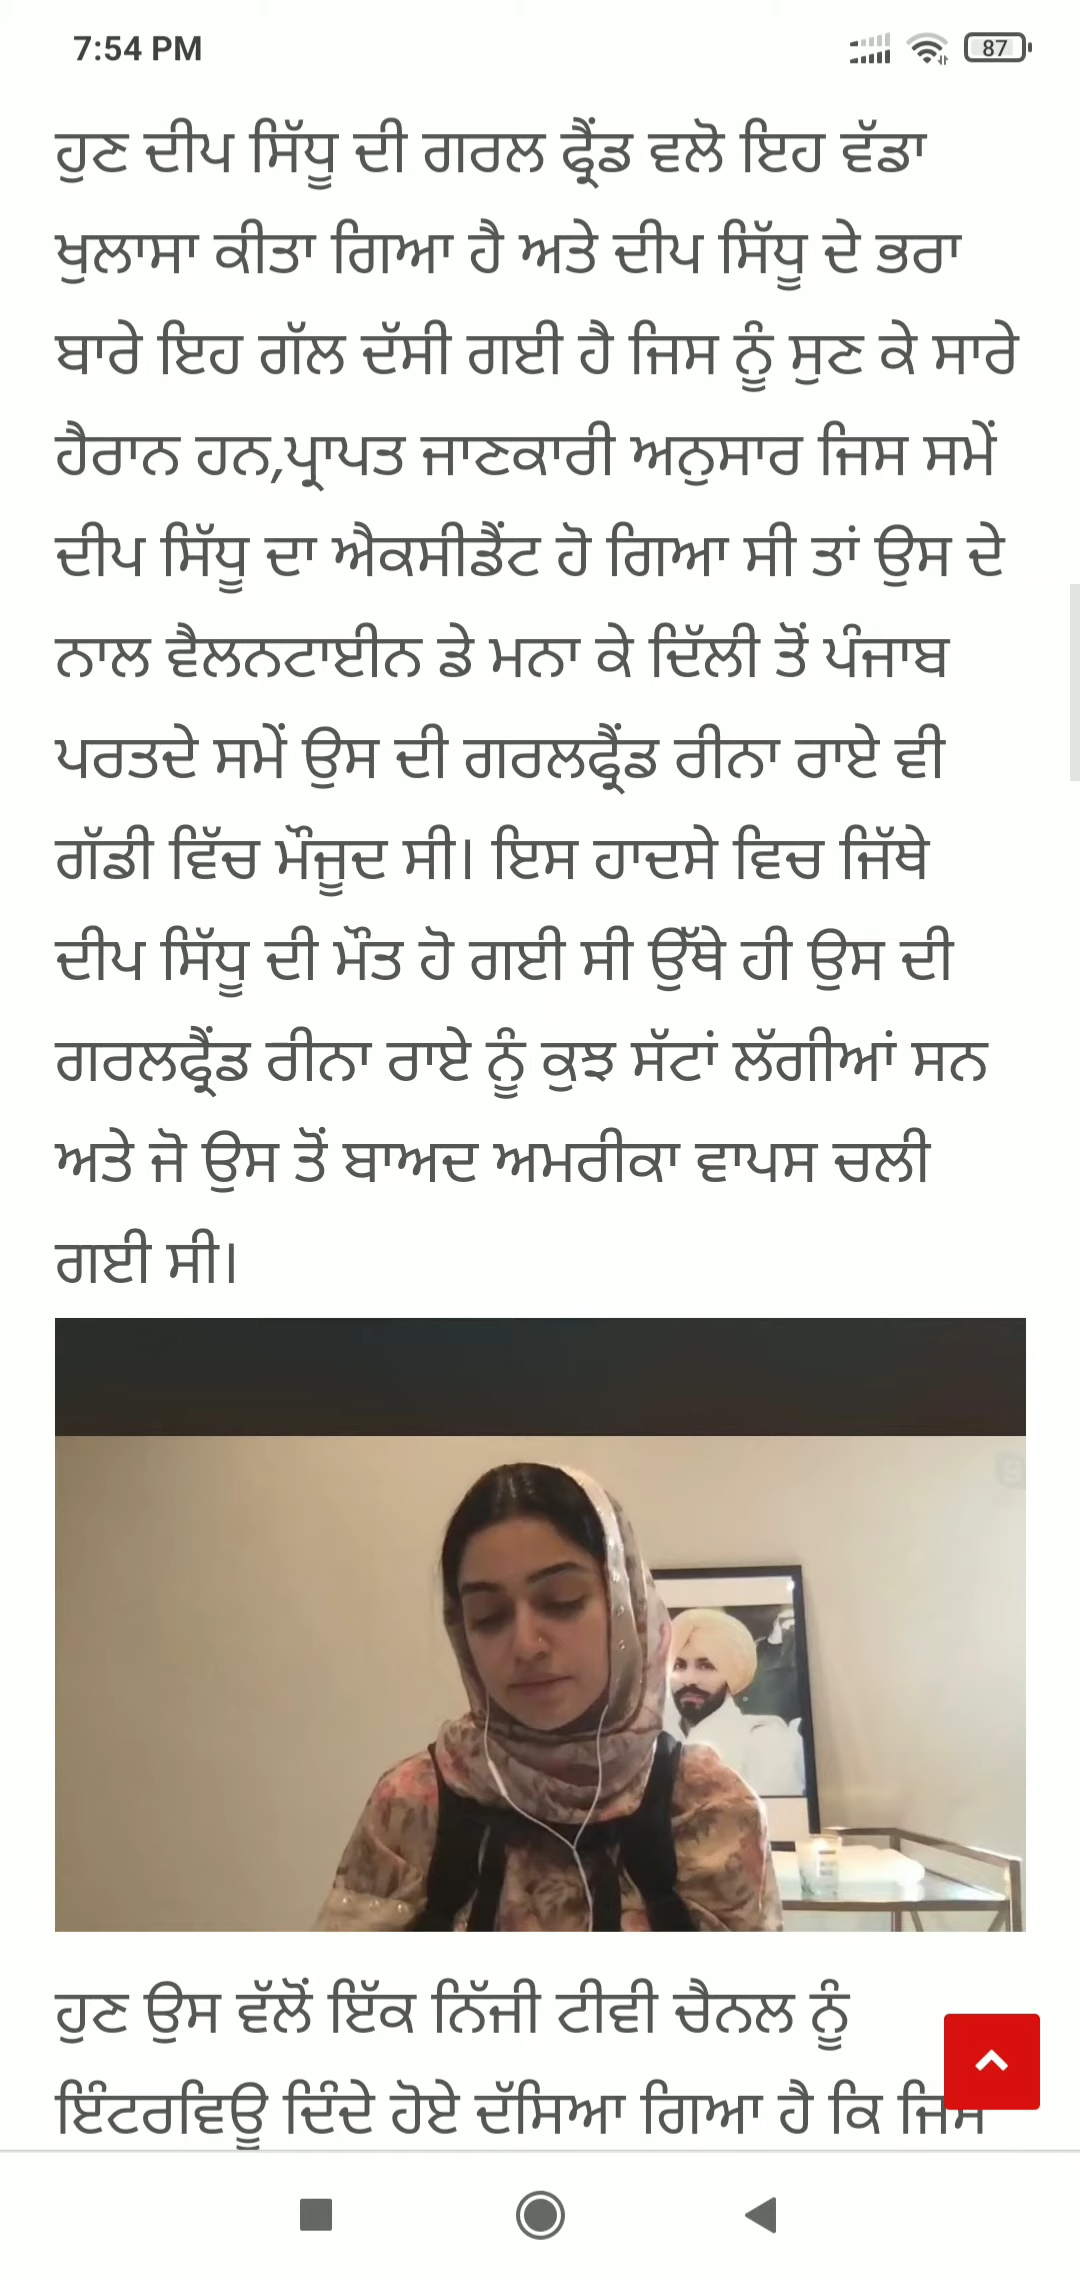 7:54 PM
87
ਹੁਣ ਦੀਪ ਸਿੱਧੂ ਦੀ ਗਰਲ ਫ੍ਰੈਂਡ ਵਲੋ ਇਹ ਵੱਡਾ
ਖੁਲਾਸਾ ਕੀਤਾ ਗਿਆ ਹੈ ਅਤੇ ਦੀਪ ਸਿੱਧੂ ਦੇ ਭਰਾ
ਬਾਰੇ ਇਹ ਗੱਲ ਦੱਸੀ ਗਈ ਹੈ ਜਿਸ ਨੂੰ ਸੁਣ ਕੇ ਸਾਰੇ
ਹੈਰਾਨ ਹਨ,ਪ੍ਰਾਪਤ ਜਾਣਕਾਰੀ ਅਨੁਸਾਰ ਜਿਸ ਸਮੇਂ
ਦੀਪ ਸਿੱਧੂ ਦਾ ਐਕਸੀਡੈਂਟ ਹੋ ਗਿਆ ਸੀ ਤਾਂ ਉਸ ਦੇ
ਨਾਲ ਵੈਲਨਟਾਈਨ ਡੇ ਮਨਾ ਕੇ ਦਿੱਲੀ ਤੋਂ ਪੰਜਾਬ
ਪਰਤਦੇ ਸਮੇਂ ਉਸ ਦੀ ਗਰਲਫ੍ਰੈਂਡ ਰੀਨਾ ਰਾਏ ਵੀ
ਗੱਡੀ ਵਿੱਚ ਮੌਜੂਦ ਸੀ। ਇਸ ਹਾਦਸੇ ਵਿਚ ਜਿੱਥੇ
ਦੀਪ ਸਿੱਧੂ ਦੀ ਮੌਤ ਹੋ ਗਈ ਸੀ ਉੱਥੇ ਹੀ ਉਸ ਦੀ
ਗਰਲਫ੍ਰੈਂਡ ਰੀਨਾ ਰਾਏ ਨੂੰ ਕੁਝ ਸੱਟਾਂ ਲੱਗੀਆਂ ਸਨ
ਅਤੇ ਜੋ ਉਸ ਤੋਂ ਬਾਅਦ ਅਮਰੀਕਾ ਵਾਪਸ ਚਲੀ
ਗਈ ਸੀ।
ਹੁਣ ਉਸ ਵੱਲੋਂ ਇੱਕ ਨਿੱਜੀ ਟੀਵੀ ਚੈਨਲ ਨੂੰ
ਇੰਟਰਵਿਊ ਦਿੰਦੇ ਹੋਏ ਦੱਸਿਆ ਗਿਆ ਹੈ ਕਿ ਜਿਸ